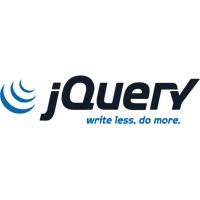 jQuery
write less, do more.